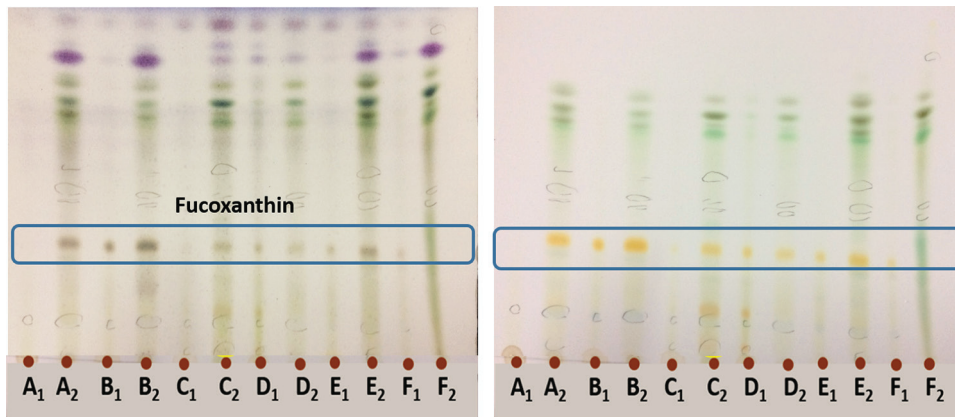 Fucoxanthin
A₁ A₂ B₁ B₂ C₁ C₂ D₁ D₂ E₁ E₂ F₁ F₂
A₁ A₂ B₁ B₂ C₁ C₂ D₁ D₂ E₁ E₂ F₁ F₂